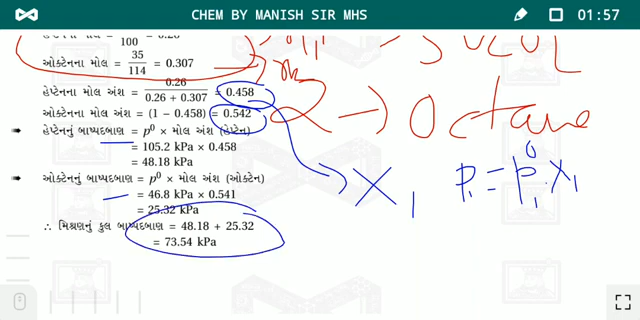 CHEM BY MANISH SIR MHS
01:57
100
ઓક્ટેનના મોલ = 35/114 = 0.307
હેપ્ટેનના મોલ અંશ = 0.26/(0.26 + 0.307) = 0.458
ઓક્ટેનના મોલ અંશ = (1 – 0.458) = 0.542
2 → Octane
હેપ્ટેનનું બાષ્પદબાણ = p⁰ × મોલ અંશ (હેપ્ટેન)
= 105.2 kPa × 0.458
= 48.18 kPa
X₁ P₁ = P₁⁰ . X₁
ઓક્ટેનનું બાષ્પદબાણ = p⁰ × મોલ અંશ (ઓક્ટેન)
= 46.8 kPa × 0.541
= 25.32 kPa
∴ મિશ્રણનું કુલ બાષ્પદબાણ = 48.18 + 25.32
= 73.54 kPa